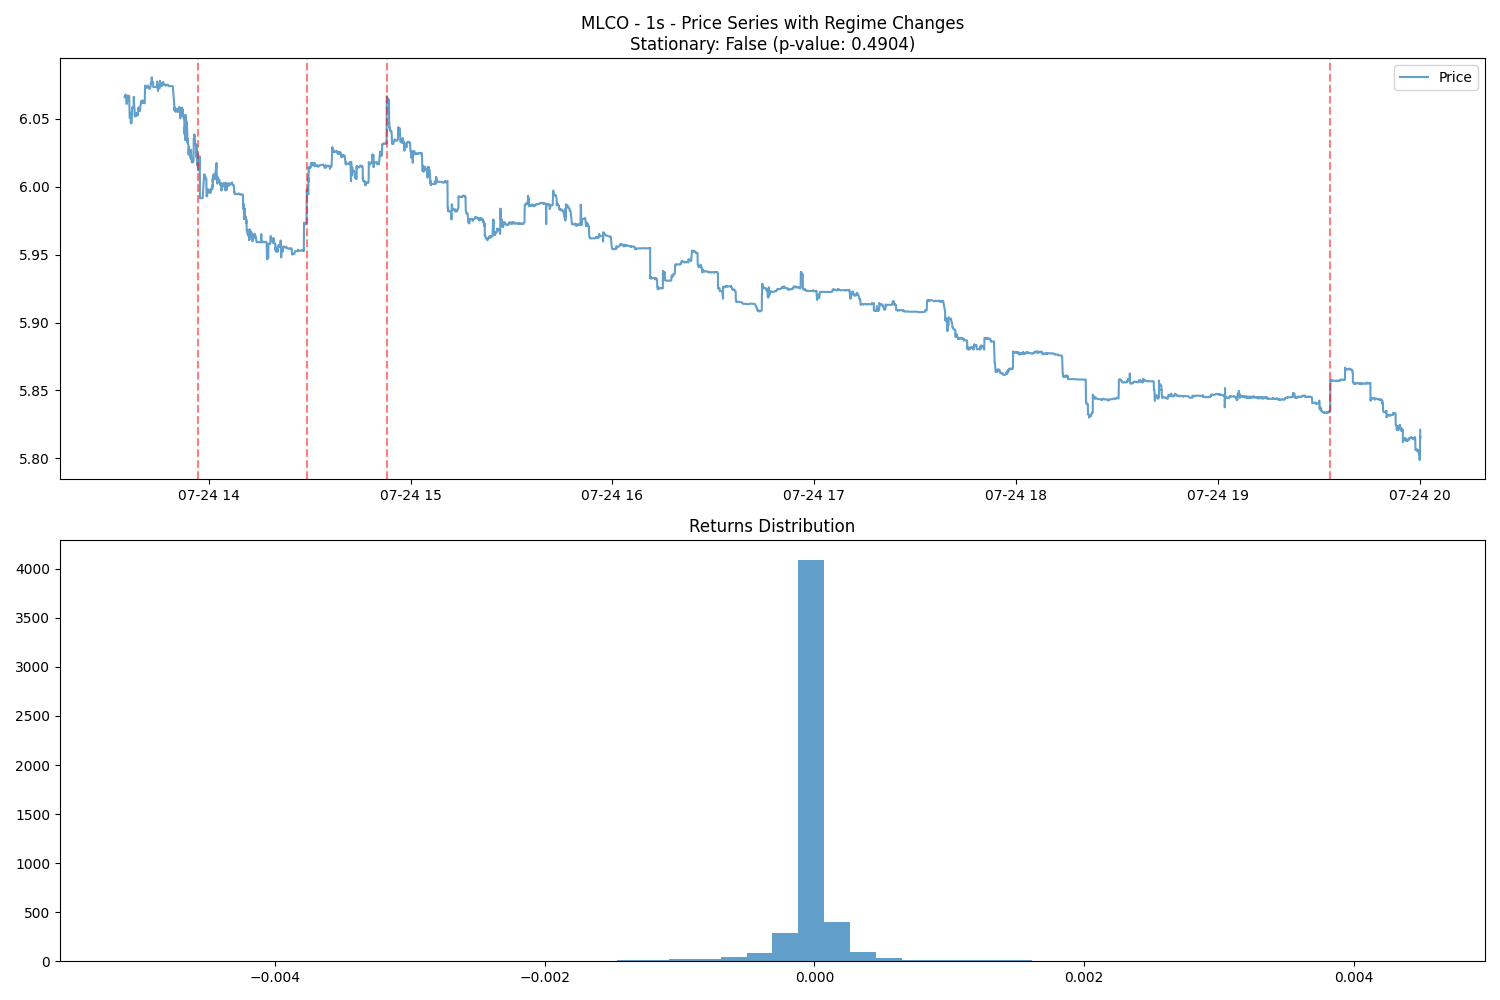 MLCO - 1s - Price Series with Regime Changes
Stationary: False (p-value: 0.4904)
Price
6.05
6.00
5.95
5.90
5.85
5.80
07-24 14 07-24 15 07-24 16 07-24 17 07-24 18 07-24 19 07-24 20
Returns Distribution
4000
3500
3000
2500
2000
1500
1000
500
0
−0.004 −0.002 0.000 0.002 0.004